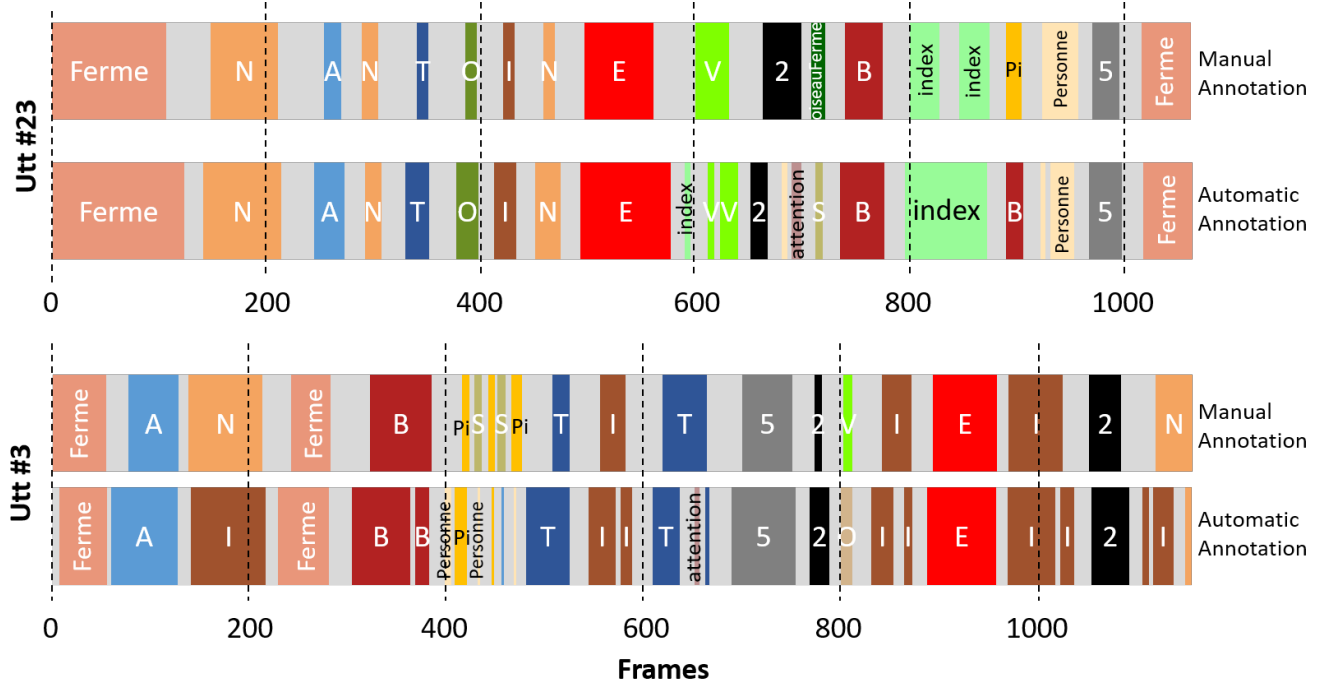 Utt #23
Ferme N A N T O I N E V 2 oiseauFerme B index index Pi Personne 5 Ferme
Manual
Annotation
Ferme N A N T O I N E index V V 2 attention S B index B Personne 5 Ferme
Automatic
Annotation
0 200 400 600 800 1000
Utt #3
Ferme A N Ferme B Pi S S Pi T I T 5 2 V I E I 2 N
Manual
Annotation
Ferme A I Ferme B B Personne Pi Personne T I I T attention 5 2 O I I E I I 2 I
Automatic
Annotation
0 200 400 600 800 1000
Frames